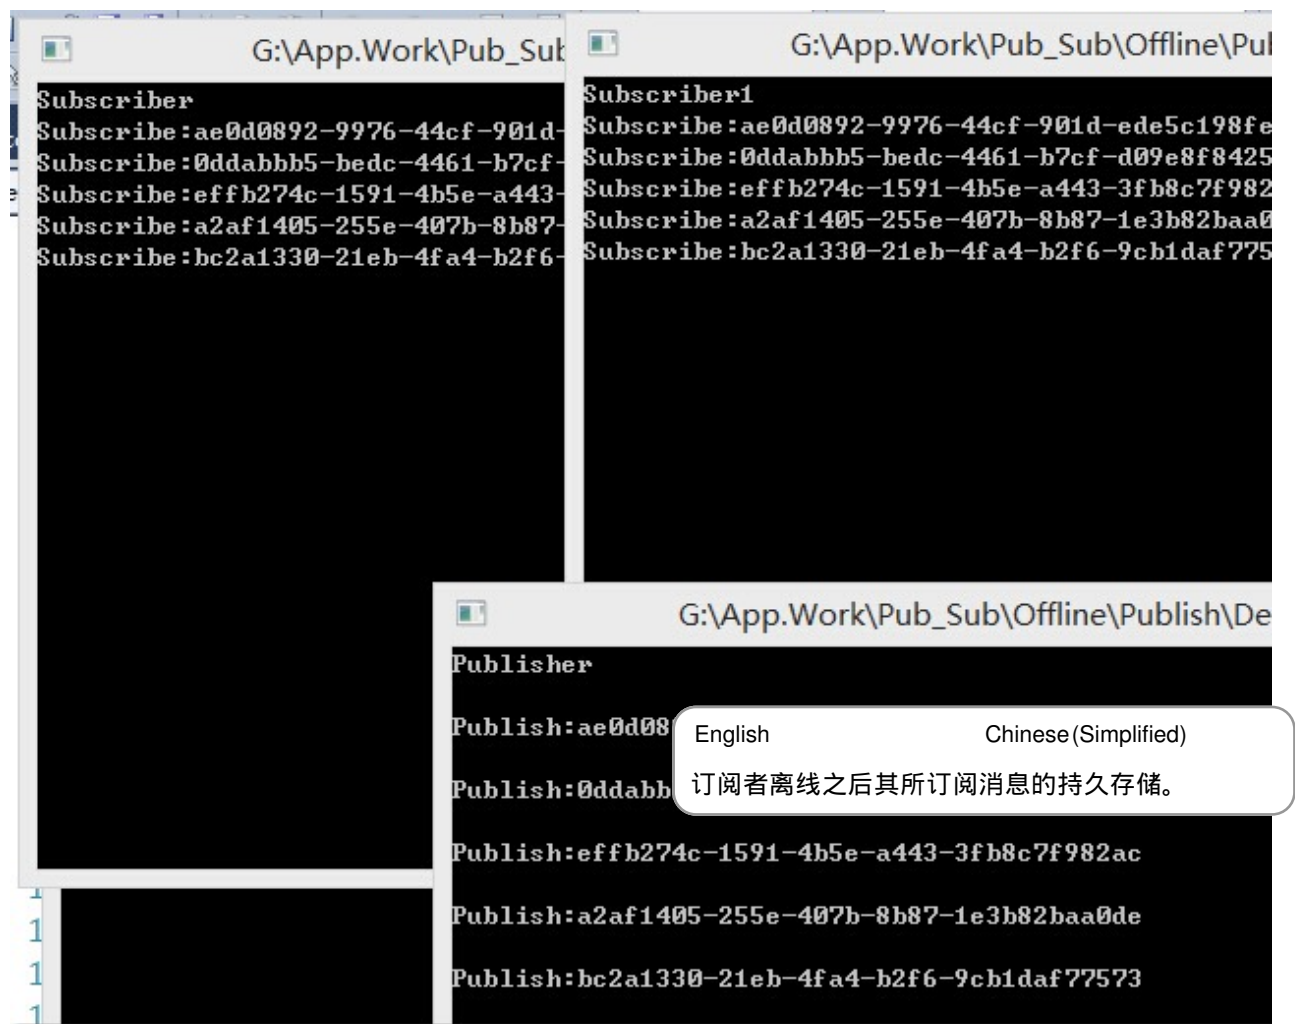 G:\App.Work\Pub_Sub
Subscriber
Subscribe:ae0d0892-9976-44cf-901d-
Subscribe:0ddabbb5-bedc-4461-b7cf-
Subscribe:effb274c-1591-4b5e-a443-
Subscribe:a2af1405-255e-407b-8b87-
Subscribe:bc2a1330-21eb-4fa4-b2f6-
G:\App.Work\Pub_Sub\Offline\Pub
Subscriber1
Subscribe:ae0d0892-9976-44cf-901d-ede5c198fe
Subscribe:0ddabbb5-bedc-4461-b7cf-d09e8f8425
Subscribe:effb274c-1591-4b5e-a443-3fb8c7f982
Subscribe:a2af1405-255e-407b-8b87-1e3b82baa0
Subscribe:bc2a1330-21eb-4fa4-b2f6-9cb1daf775
G:\App.Work\Pub_Sub\Offline\Publish\De
Publisher
Publish:ae0d08
Publish:0ddabb
Publish:effb274c-1591-4b5e-a443-3fb8c7f982ac
Publish:a2af1405-255e-407b-8b87-1e3b82baa0de
Publish:bc2a1330-21eb-4fa4-b2f6-9cb1daf77573
English Chinese(Simplified)
订阅者离线之后其所订阅消息的持久存储。
1
1
1
1